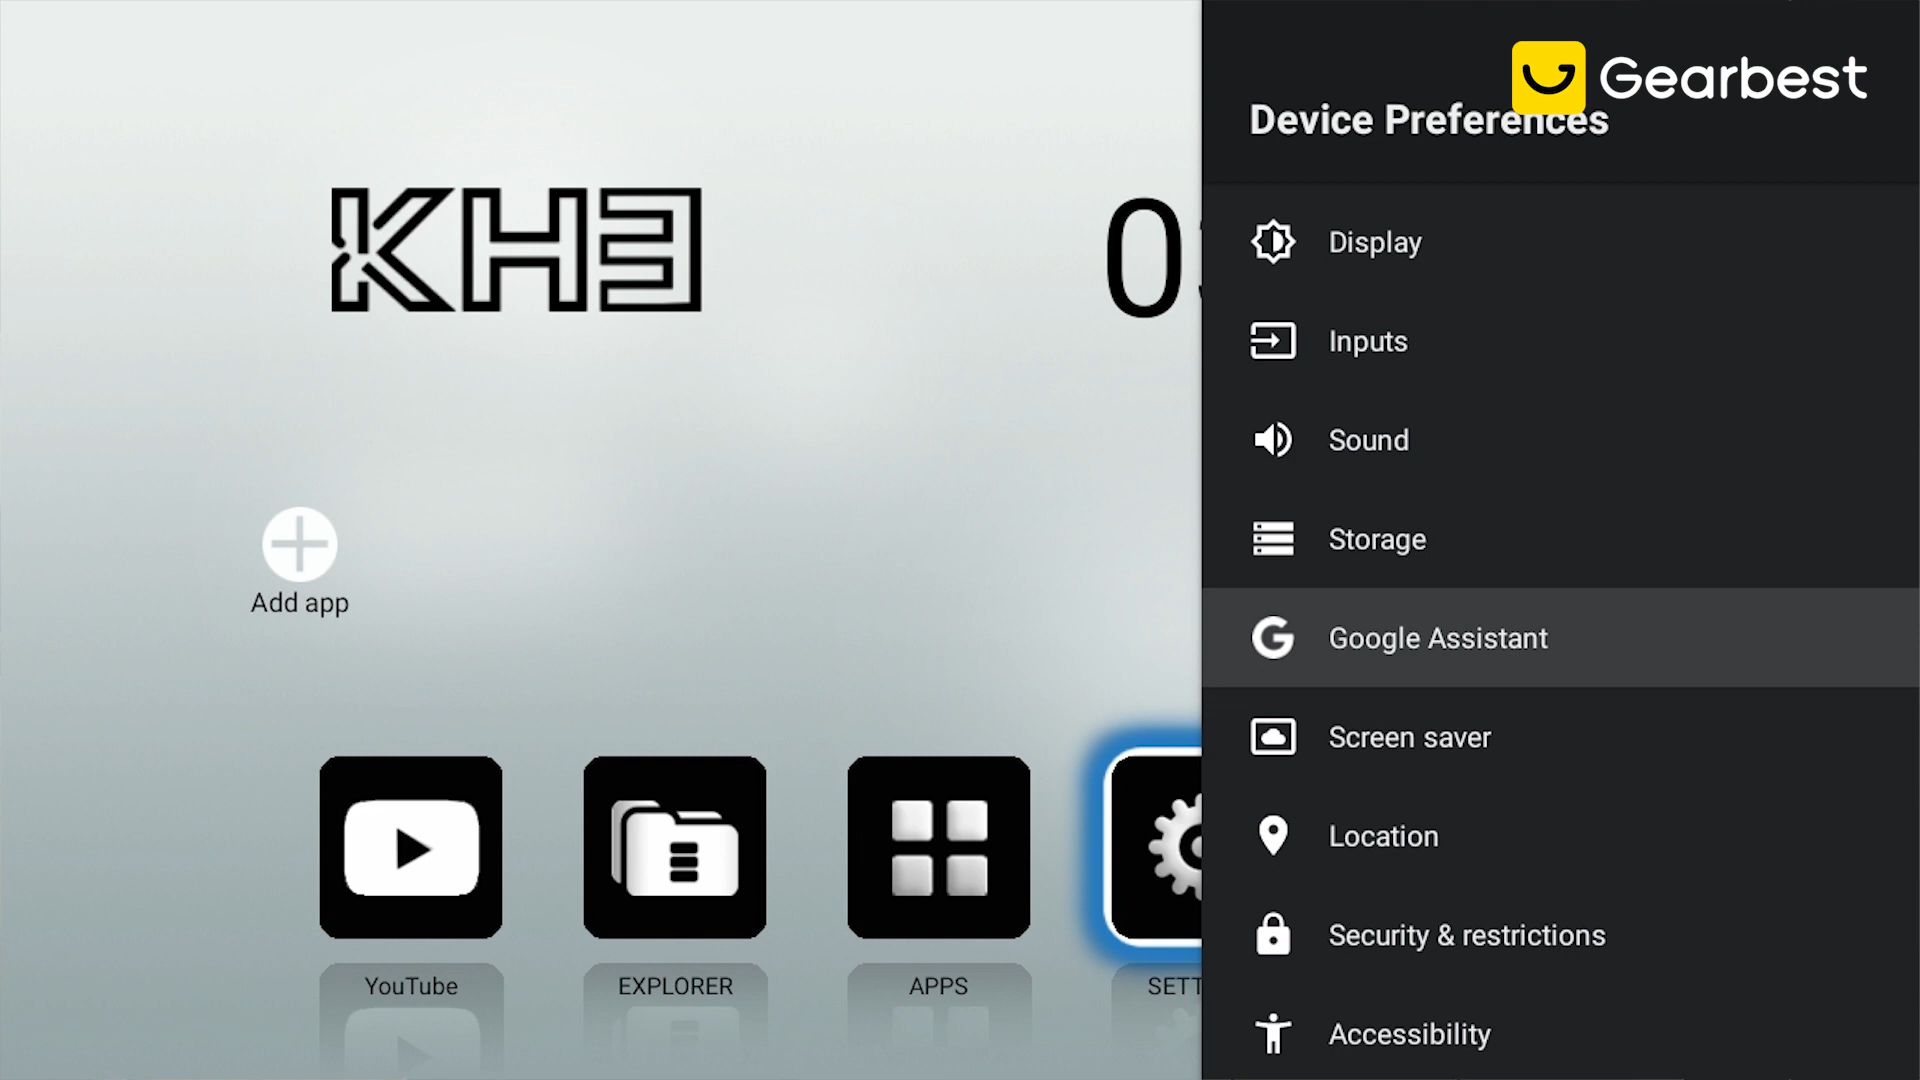 Gearbest
Device Preferences
KH3
Display
Inputs
Sound
Storage
Add app
Google Assistant
Screen saver
Location
Security & restrictions
Accessibility
YouTube
EXPLORER
APPS
SETT